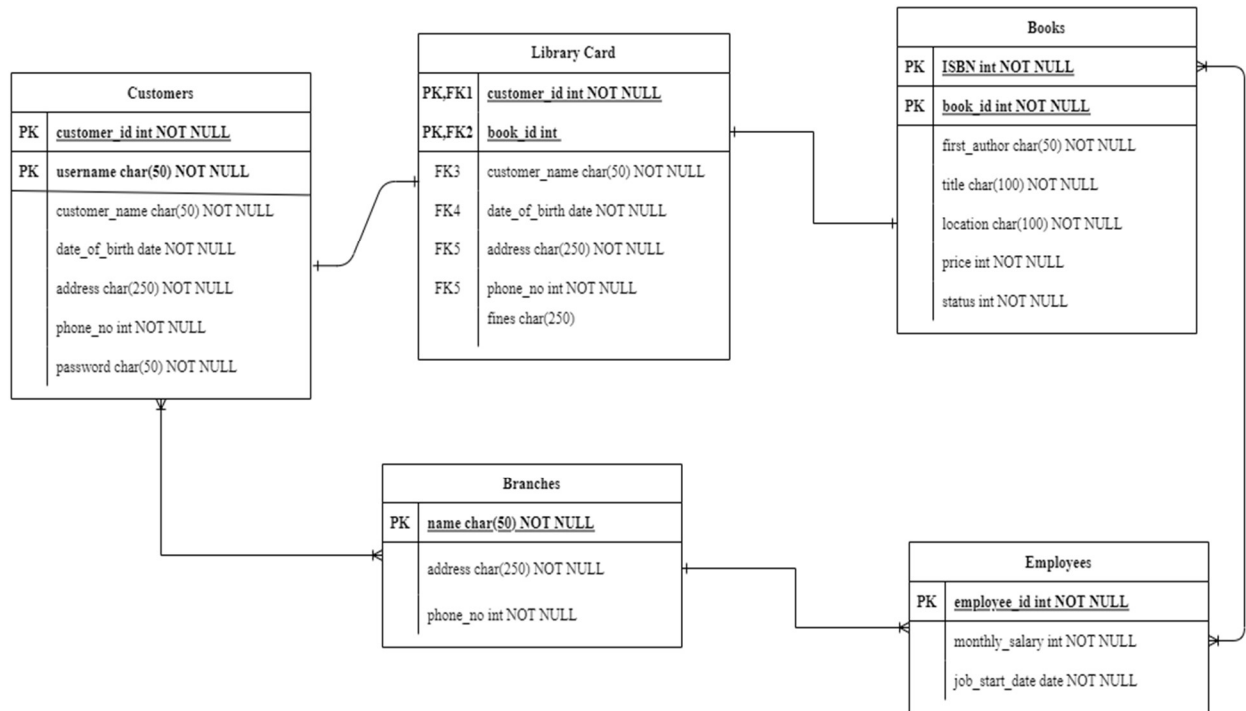 Customers
PK customer_id int NOT NULL
PK username char(50) NOT NULL
customer_name char(50) NOT NULL
date_of_birth date NOT NULL
address char(250) NOT NULL
phone_no int NOT NULL
password char(50) NOT NULL
Library Card
PK,FK1 customer_id int NOT NULL
PK,FK2 book_id int
FK3 customer_name char(50) NOT NULL
FK4 date_of_birth date NOT NULL
FK5 address char(250) NOT NULL
FK5 phone_no int NOT NULL
fines char(250)
Books
PK ISBN int NOT NULL
PK book_id int NOT NULL
first_author char(50) NOT NULL
title char(100) NOT NULL
location char(100) NOT NULL
price int NOT NULL
status int NOT NULL
Branches
PK name char(50) NOT NULL
address char(250) NOT NULL
phone_no int NOT NULL
Employees
PK employee_id int NOT NULL
monthly_salary int NOT NULL
job_start_date date NOT NULL